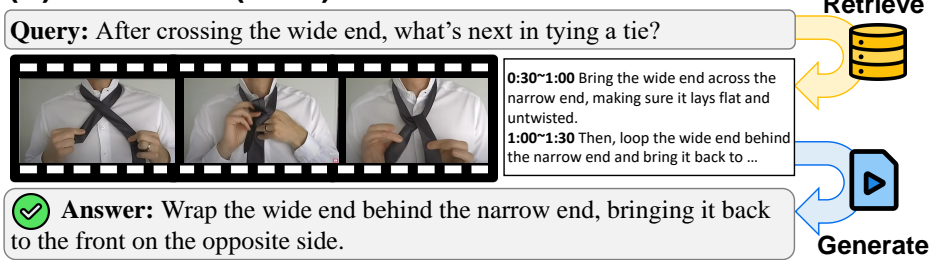 Retrieve
Query: After crossing the wide end, what's next in tying a tie?
0:30~1:00 Bring the wide end across the
narrow end, making sure it lays flat and
untwisted.
1:00~1:30 Then, loop the wide end behind
the narrow end and bring it back to ...
Answer: Wrap the wide end behind the narrow end, bringing it back
to the front on the opposite side.
Generate